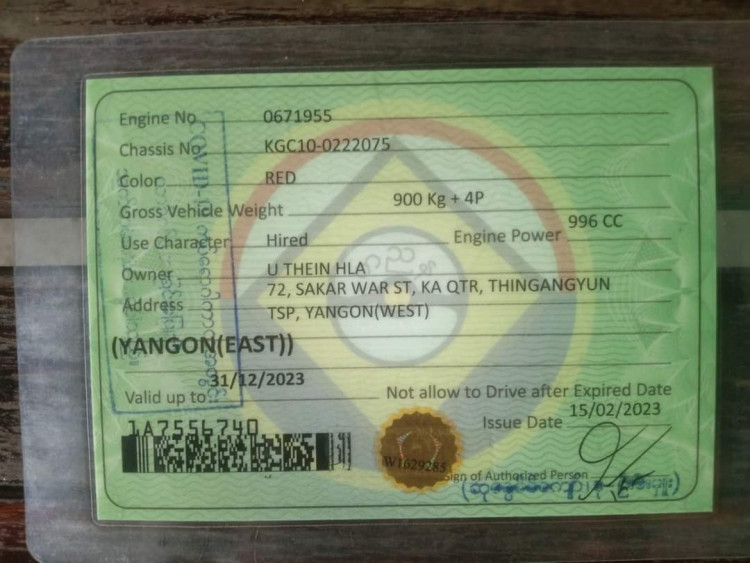 Engine No 0671955
Chassis No KGC10-0222075
Color RED
Gross Vehicle Weight 900 Kg + 4P
Use Character Hired Engine Power 996 CC
Owner U THEIN HLA
Address 72, SAKAR WAR ST, KA QTR, THINGANGYUN
TSP, YANGON(WEST)
(YANGON(EAST))
Valid up to 31/12/2023 Not allow to Drive after Expired Date
Issue Date 15/02/2023
1A7556740
W1629285
Sign of Authorized Person
COVID-